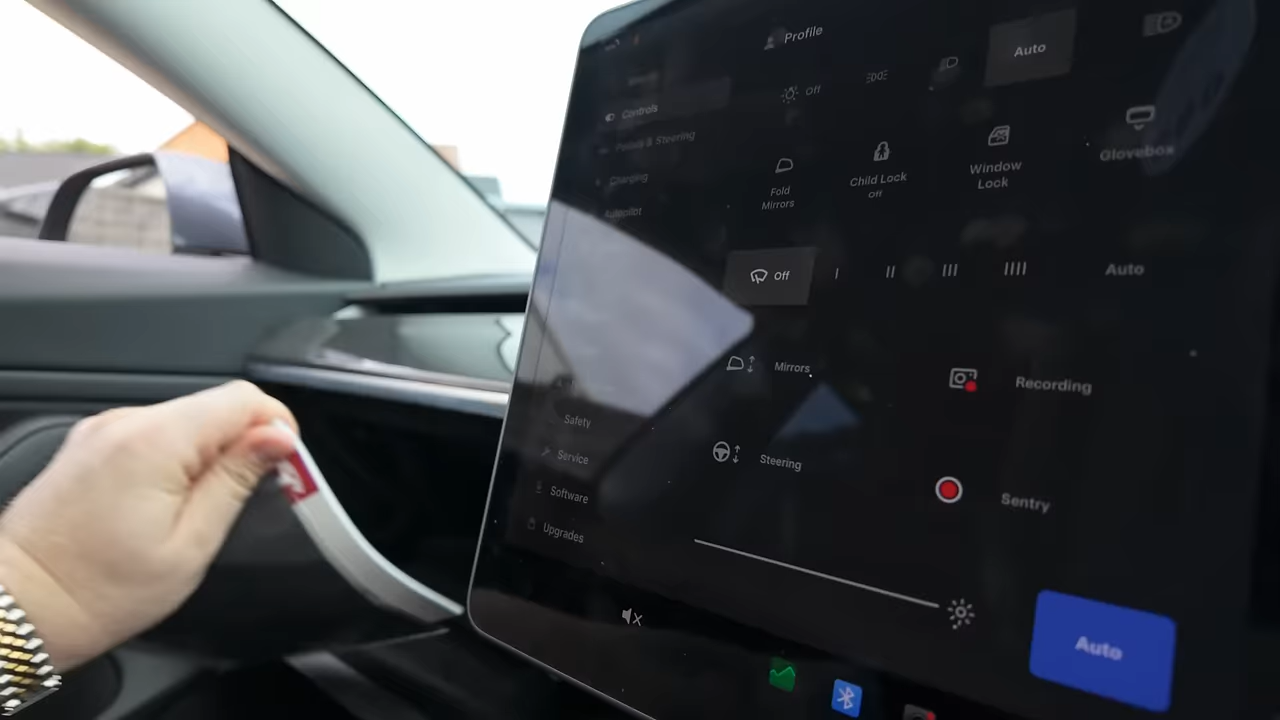 Profile
Auto
Off
Controls
Pedals & Steering
Charging
Autopilot
Fold
Mirrors
Child Lock
Off
Window
Lock
Glovebox
Off
I
II
III
IIII
Auto
Mirrors
Recording
Safety
Service
Software
Upgrades
Steering
Sentry
Auto